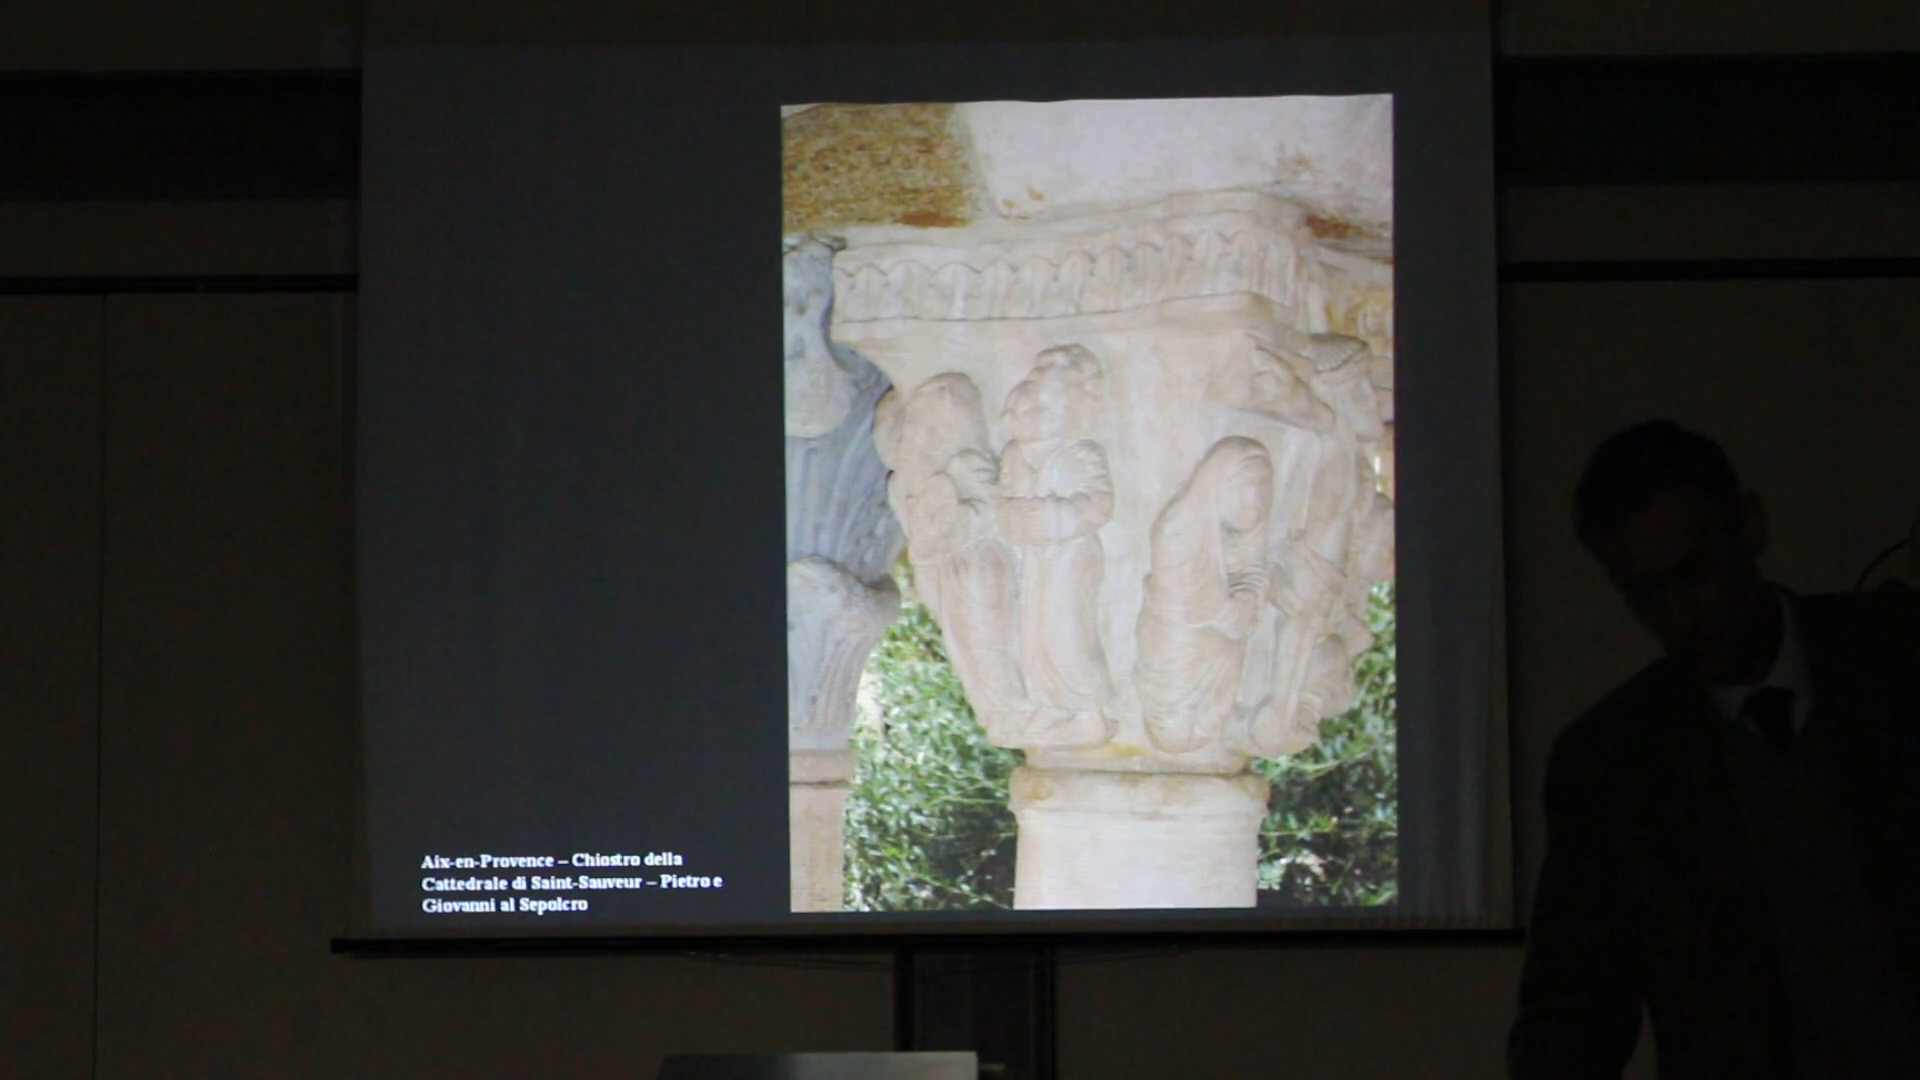 Aix-en-Provence – Chiostro della
Cattedrale di Saint-Sauveur – Pietro e
Giovanni al Sepolcro